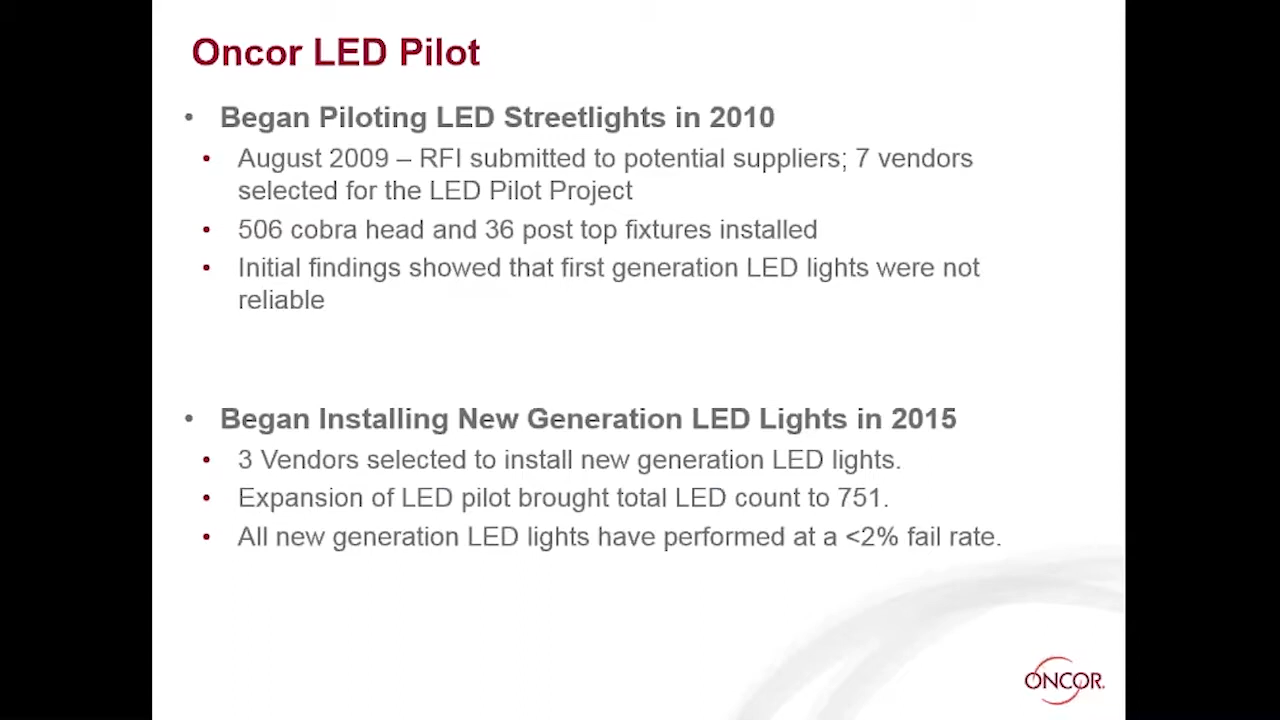 Oncor LED Pilot
• Began Piloting LED Streetlights in 2010
• August 2009 – RFI submitted to potential suppliers; 7 vendors
selected for the LED Pilot Project
• 506 cobra head and 36 post top fixtures installed
• Initial findings showed that first generation LED lights were not
reliable
• Began Installing New Generation LED Lights in 2015
• 3 Vendors selected to install new generation LED lights.
• Expansion of LED pilot brought total LED count to 751.
• All new generation LED lights have performed at a <2% fail rate.
ONCOR.